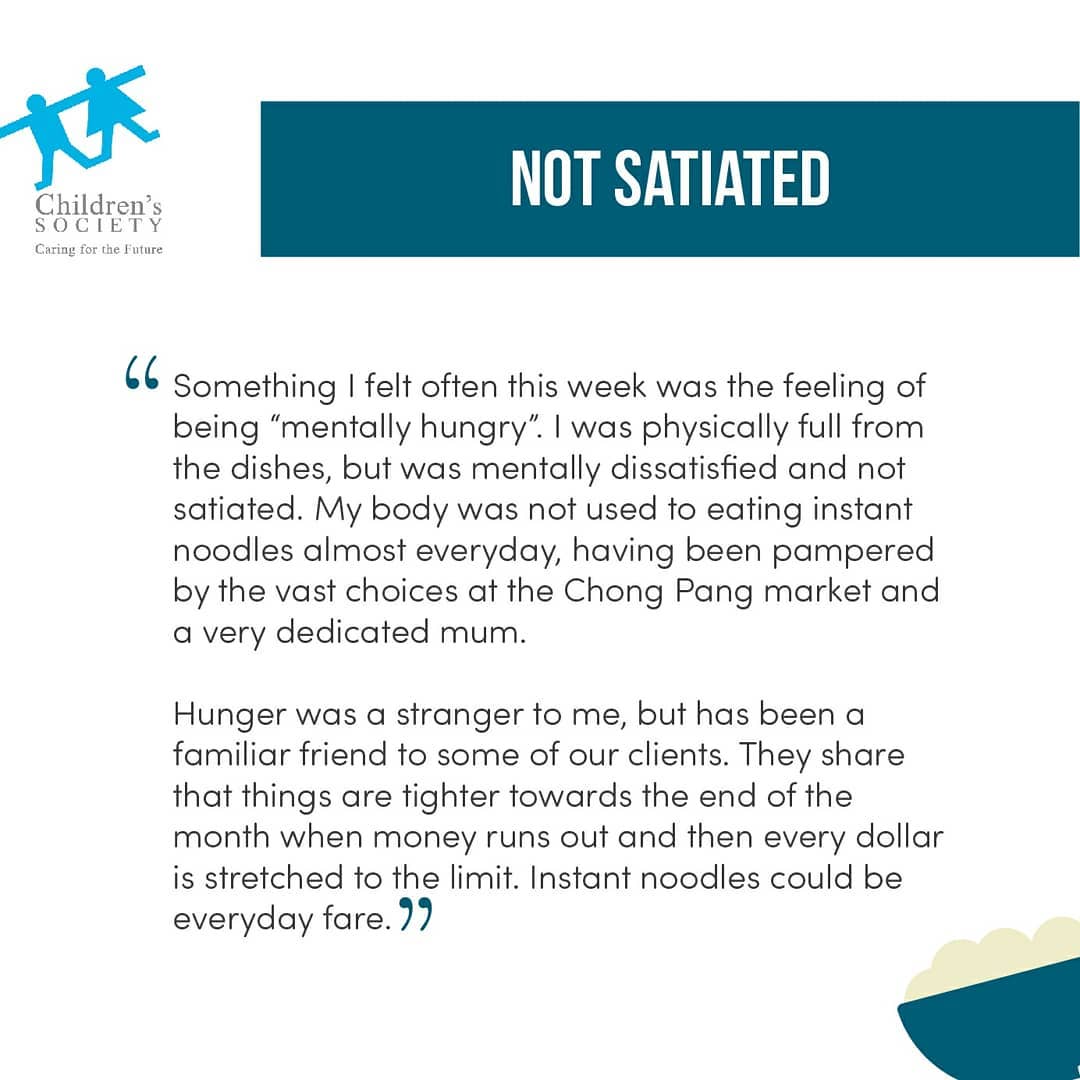 Children's
SOCIETY
Caring for the Future
NOT SATIATED
“Something I felt often this week was the feeling of
being “mentally hungry”. I was physically full from
the dishes, but was mentally dissatisfied and not
satiated. My body was not used to eating instant
noodles almost everyday, having been pampered
by the vast choices at the Chong Pang market and
a very dedicated mum.
Hunger was a stranger to me, but has been a
familiar friend to some of our clients. They share
that things are tighter towards the end of the
month when money runs out and then every dollar
is stretched to the limit. Instant noodles could be
everyday fare.”